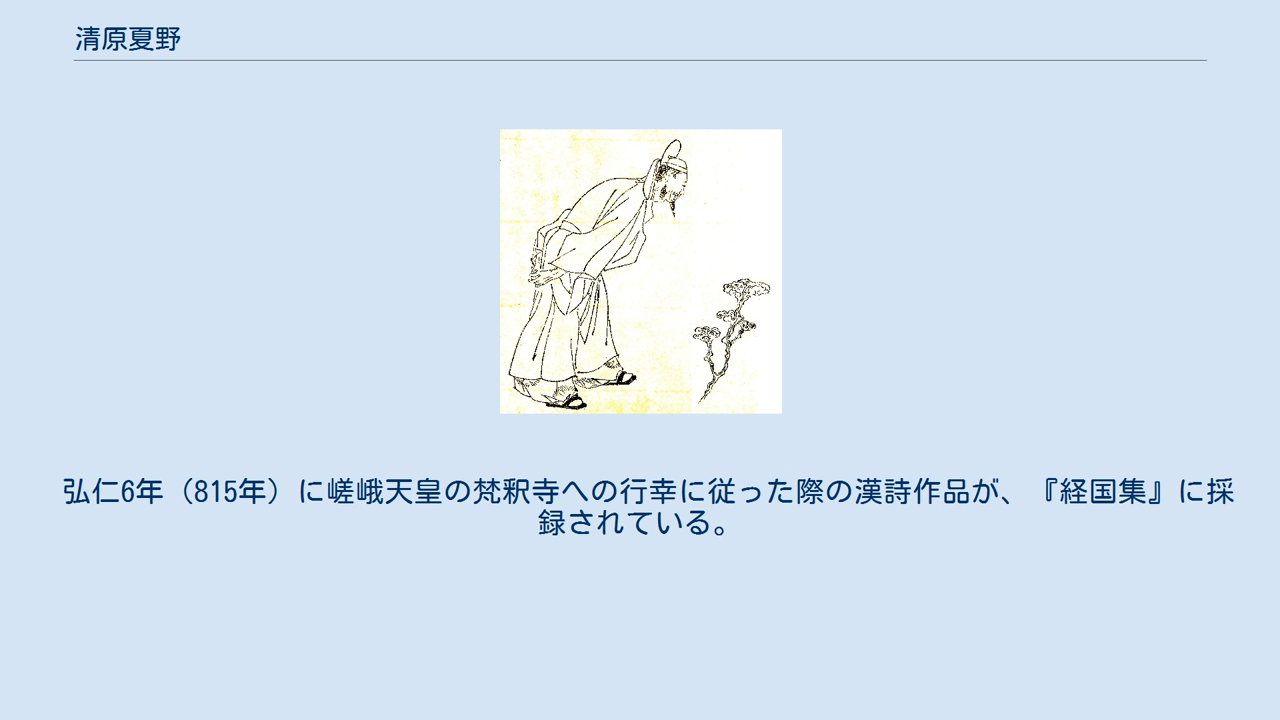 清原夏野
弘仁6年（815年）に嵯峨天皇の梵釈寺への行幸に従った際の漢詩作品が、『経国集』に採
録されている。